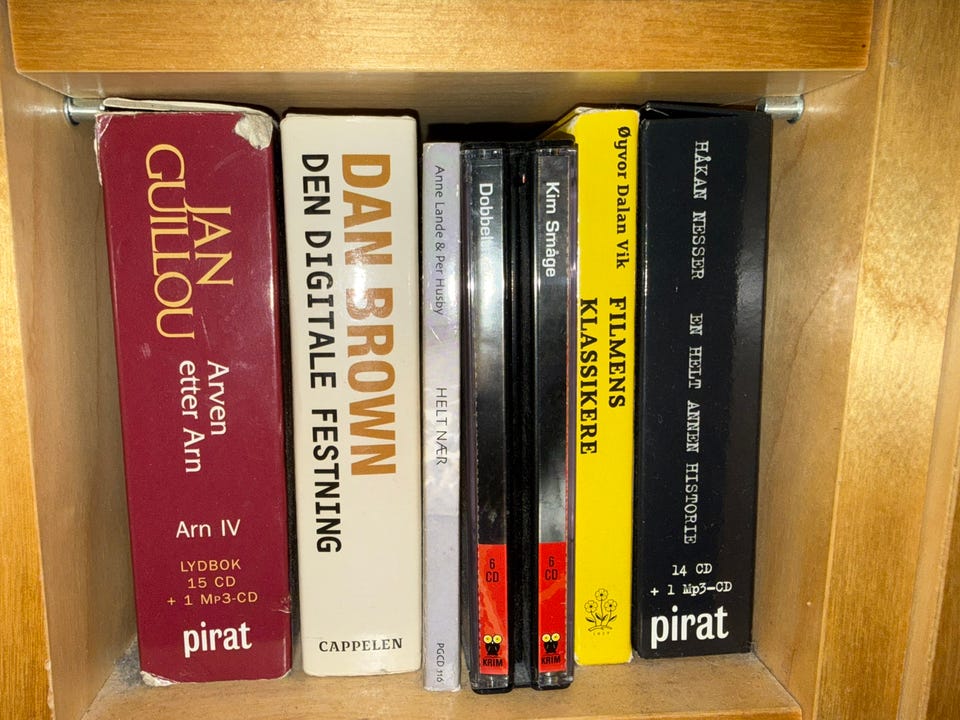 JAN
GUILLOU
Arven
etter Arn
Arn IV
LYDBOK
15 CD
+ 1 MP3-CD
pirat
DAN BROWN
DEN DIGITALE FESTNING
CAPPELEN
Anne Lande & Per Husby
HELT NÆR
PGCD 116
6
CD
KRIM
Kim Småge
6
CD
KRIM
Øyvor Dalan Vik
FILMENS
KLASSIKERE
HÅKAN NESSER
EN HELT ANNEN HISTORIE
14 CD
+ 1 Mp3-CD
pirat